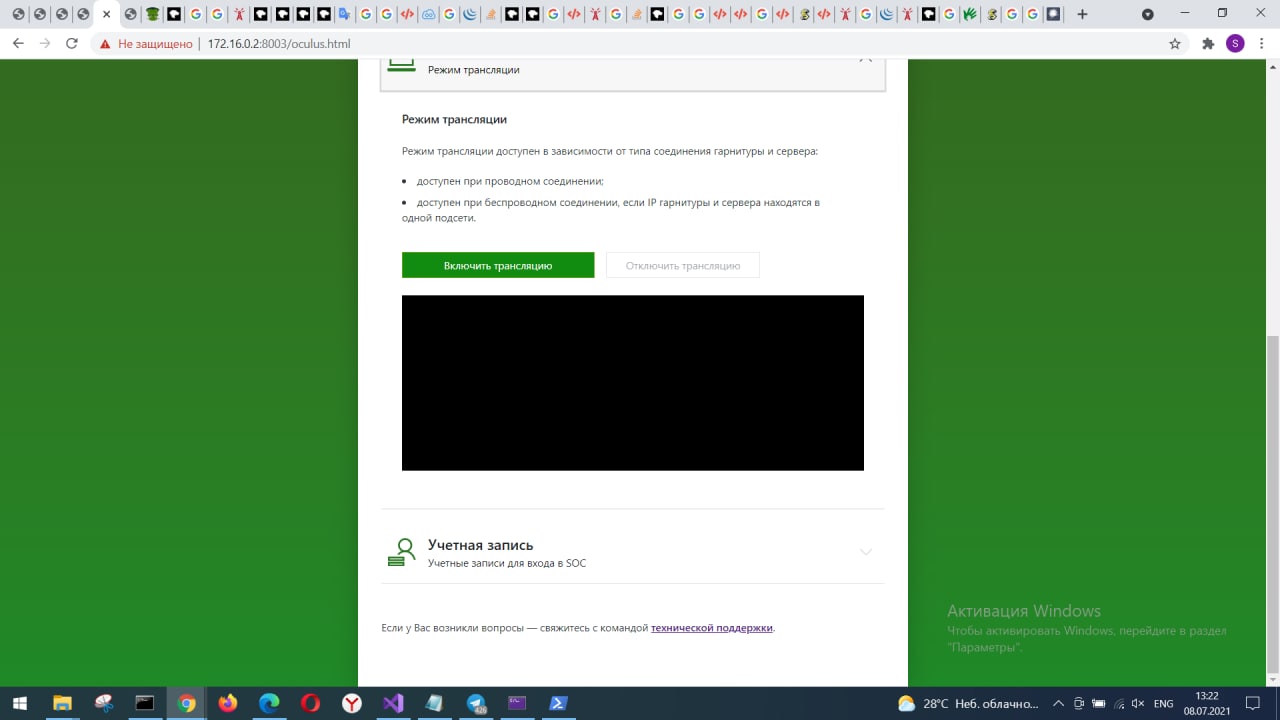 Не защищено
172.16.0.2:8003/oculus.html
S
Режим трансляции
Режим трансляции
Режим трансляции доступен в зависимости от типа соединения гарнитуры и сервера:
• доступен при проводном соединении;
• доступен при беспроводном соединении, если IP гарнитуры и сервера находятся в
одной подсети.
Включить трансляцию
Отключить трансляцию
Учетная запись
Учетные записи для входа в SOC
Если у Вас возникли вопросы — свяжитесь с командой технической поддержки.
Активация Windows
Чтобы активировать Windows, перейдите в раздел
"Параметры".
28°C Неб. облачно...
ENG
13:22
08.07.2021